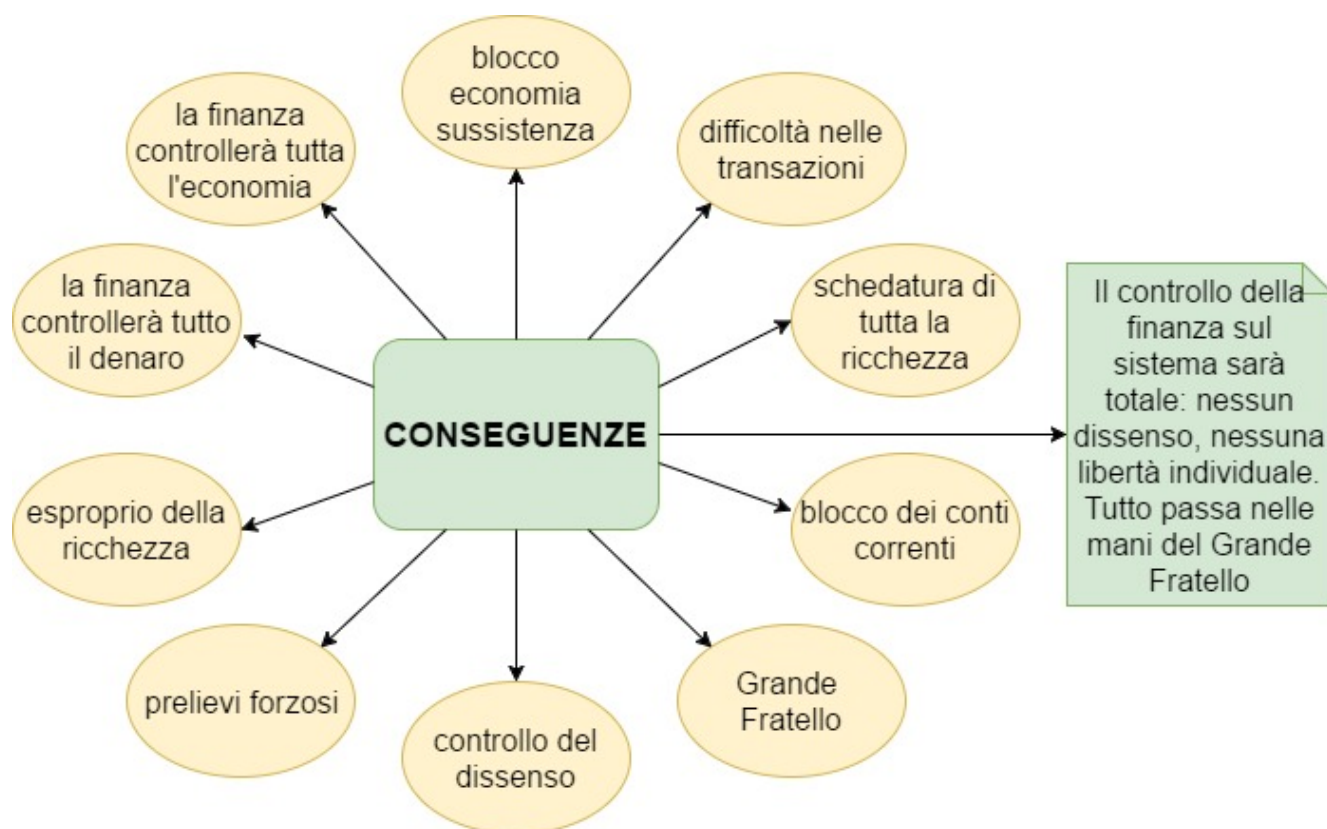 blocco
economia
sussistenza
la finanza
controllerà tutta
l'economia
difficoltà nelle
transazioni
la finanza
controllerà tutto
il denaro
schedatura di
tutta la
ricchezza
CONSEGUENZE
Il controllo della
finanza sul
sistema sarà
totale: nessun
dissenso, nessuna
libertà individuale.
Tutto passa nelle
mani del Grande
Fratello
esproprio della
ricchezza
blocco dei conti
correnti
prelievi forzosi
controllo del
dissenso
Grande
Fratello